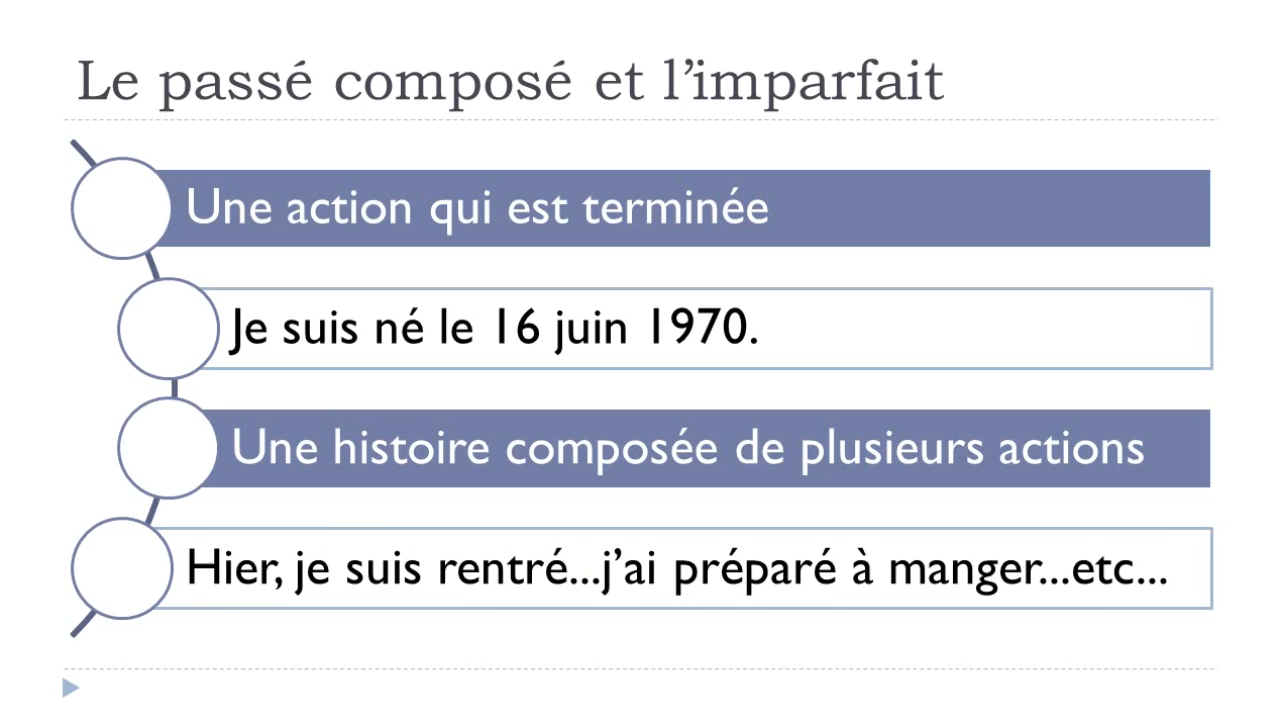 Le passé composé et l’imparfait
Une action qui est terminée
Je suis né le 16 juin 1970.
Une histoire composée de plusieurs actions
Hier, je suis rentré...j’ai préparé à manger...etc...